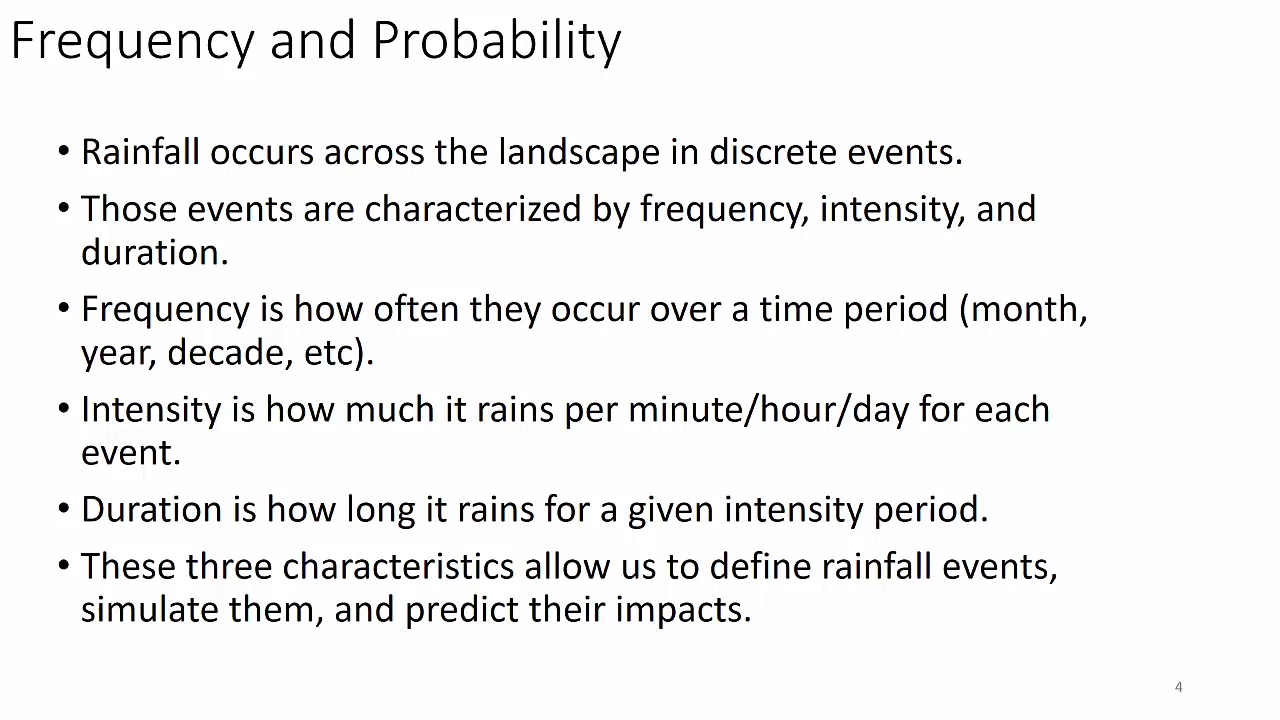 Frequency and Probability
• Rainfall occurs across the landscape in discrete events.
• Those events are characterized by frequency, intensity, and
duration.
• Frequency is how often they occur over a time period (month,
year, decade, etc).
• Intensity is how much it rains per minute/hour/day for each
event.
• Duration is how long it rains for a given intensity period.
• These three characteristics allow us to define rainfall events,
simulate them, and predict their impacts.
4